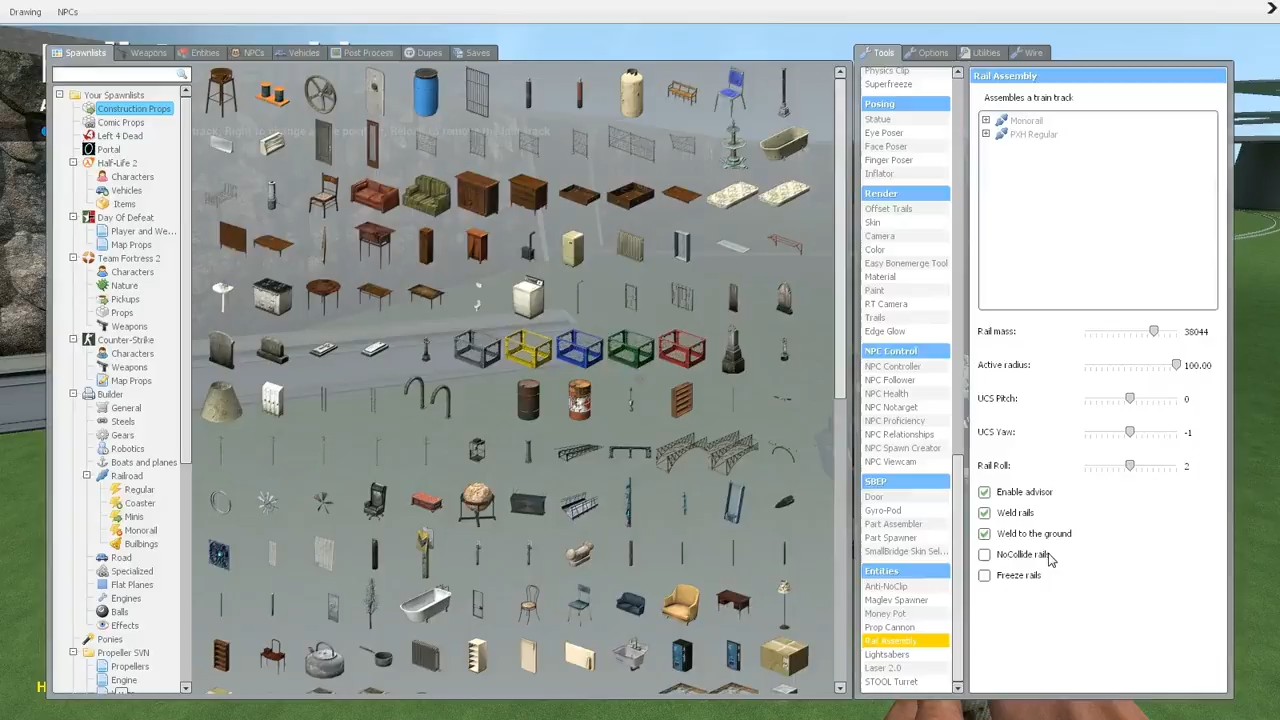 Drawing NPCs
Spawnlists Weapons Entities NPCs Vehicles Post Process Dupes Saves
Your Spawnlists
Construction Props
Comic Props
Left 4 Dead
Portal
Half-Life 2
Characters
Vehicles
Items
Day Of Defeat
Player and We...
Map Props
Team Fortress 2
Characters
Nature
Pickups
Props
Weapons
Counter-Strike
Characters
Weapons
Map Props
Builder
General
Steels
Gears
Robotics
Boats and planes
Railroad
Regular
Coaster
Minis
Monorail
Builbings
Road
Specialized
Flat Planes
Engines
Balls
Effects
Ponies
Propeller SVN
Propellers
Engine
Tools Options Utilities Wire
Physics Clip
Superfreeze
Posing
Statue
Eye Poser
Face Poser
Finger Poser
Inflator
Render
Offset Trails
Skin
Camera
Color
Easy Bonemerge Tool
Material
Paint
RT Camera
Trails
Edge Glow
NPC Control
NPC Controller
NPC Follower
NPC Health
NPC Notarget
NPC Proficiency
NPC Relationships
NPC Spawn Creator
NPC Viewcam
SBEP
Door
Gyro-Pod
Part Assembler
Part Spawner
SmallBridge Skin Sel...
Entities
Anti-NoClip
Maglev Spawner
Money Pot
Prop Cannon
Rail Assembly
Lightsabers
Laser 2.0
STOOL Turret
Rail Assembly
Assembles a train track
Monorail
PXH Regular
Rail mass: 38044
Active radius: 100.00
UCS Pitch: 0
UCS Yaw: -1
Rail Roll: 2
Enable advisor
Weld rails
Weld to the ground
NoCollide rails
Freeze rails
H